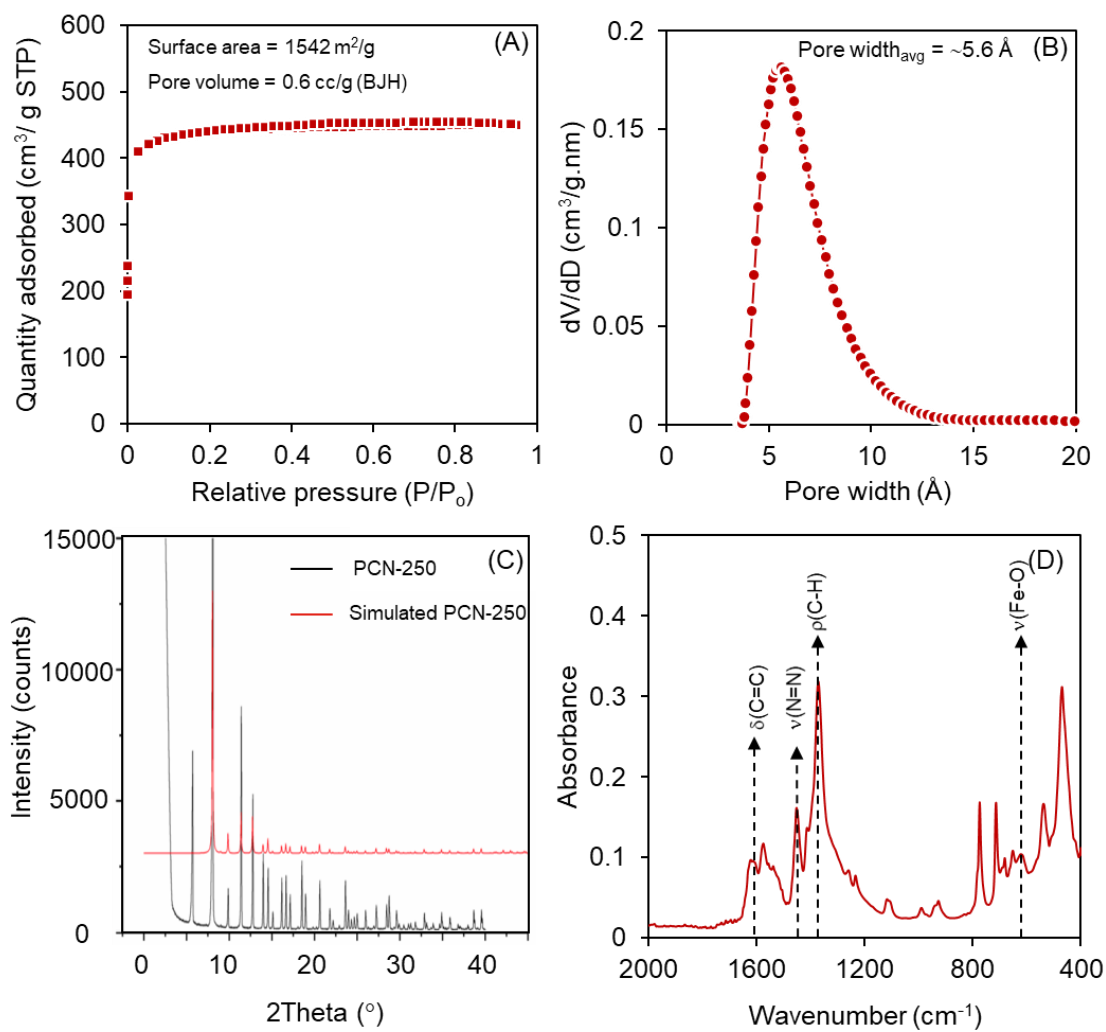 (A)
Surface area = 1542 m²/g
Pore volume = 0.6 cc/g (BJH)
Quantity adsorbed (cm³/ g STP)
600
500
400
300
200
100
0
0 0.2 0.4 0.6 0.8 1
Relative pressure (P/Pₒ)
(B)
Pore width_avg = ~5.6 Å
dV/dD (cm³/g.nm)
0.2
0.15
0.1
0.05
0
0 5 10 15 20
Pore width (Å)
(C)
PCN-250
Simulated PCN-250
Intensity (counts)
15000
10000
5000
0
0 10 20 30 40
2Theta (°)
(D)
δ(C=C)
ν(N=N)
ρ(C-H)
ν(Fe-O)
Absorbance
0.5
0.4
0.3
0.2
0.1
0
2000 1600 1200 800 400
Wavenumber (cm⁻¹)